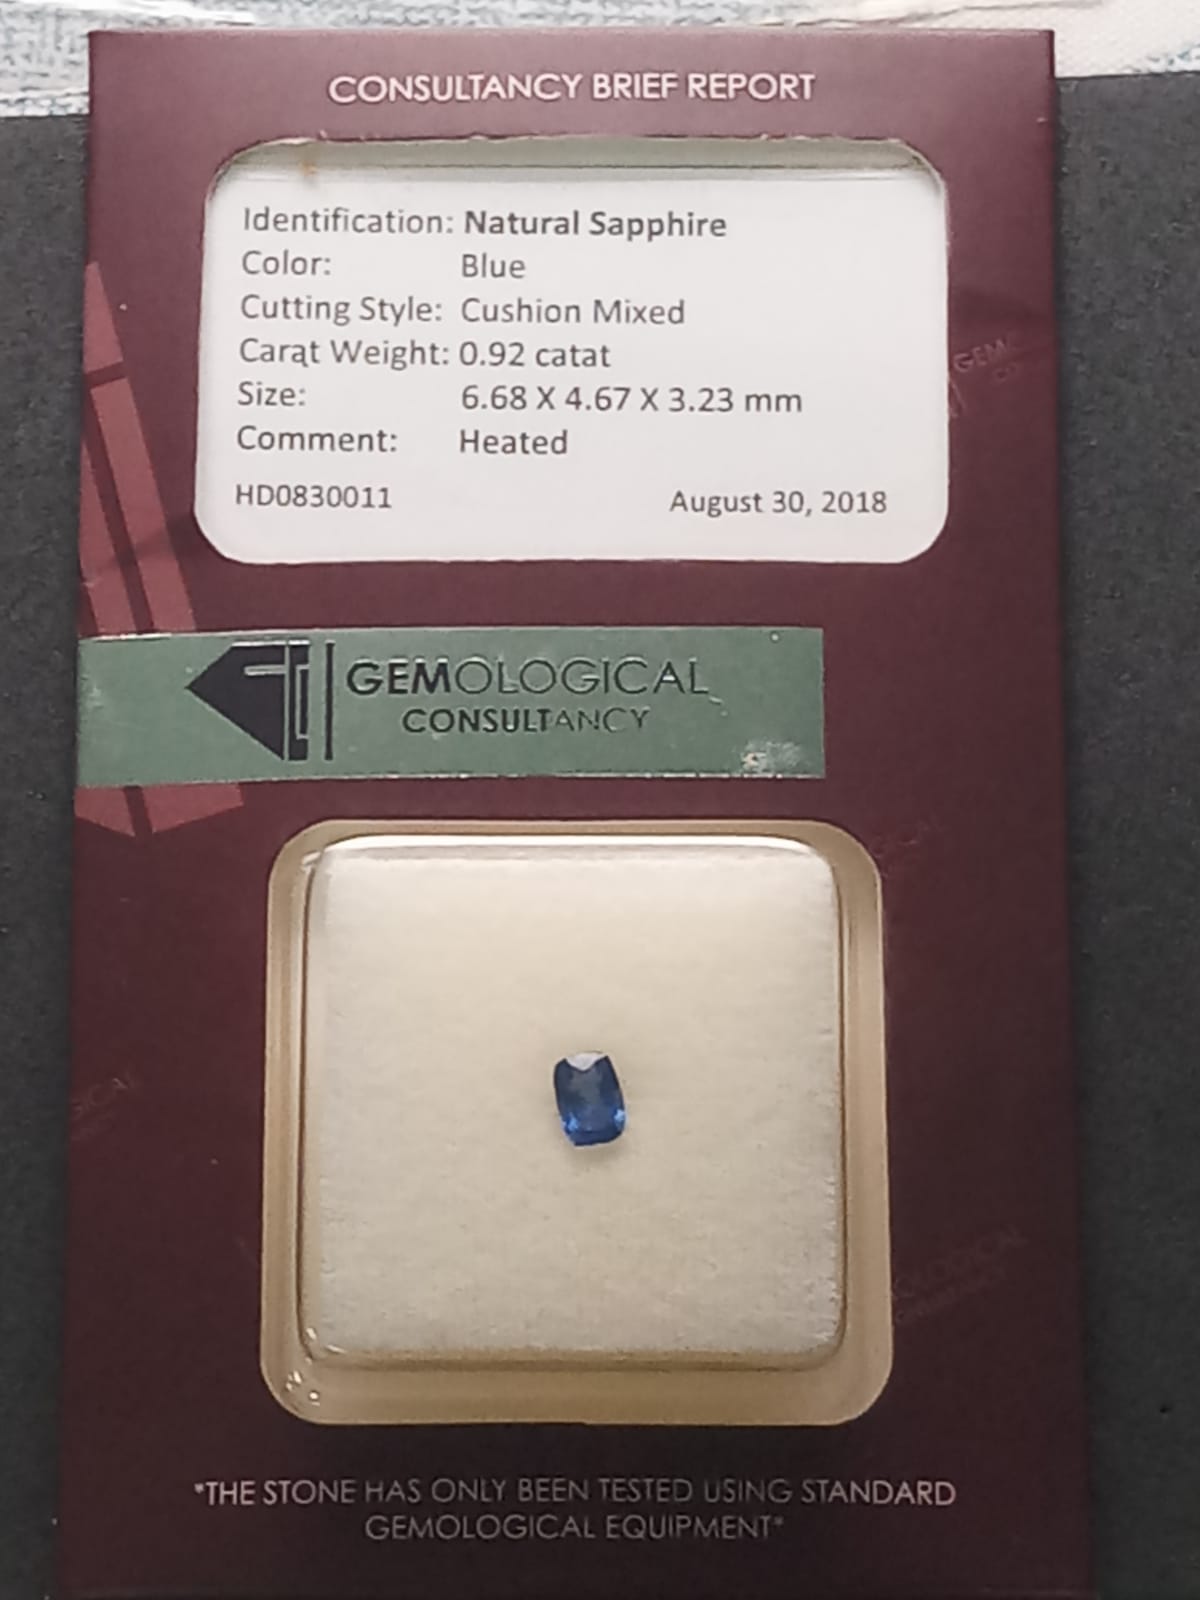 CONSULTANCY BRIEF REPORT
Identification: Natural Sapphire
Color: Blue
Cutting Style: Cushion Mixed
Carat Weight: 0.92 catat
Size: 6.68 X 4.67 X 3.23 mm
Comment: Heated
HD0830011 August 30, 2018
GEMOLOGICAL
CONSULTANCY
*THE STONE HAS ONLY BEEN TESTED USING STANDARD
GEMOLOGICAL EQUIPMENT*